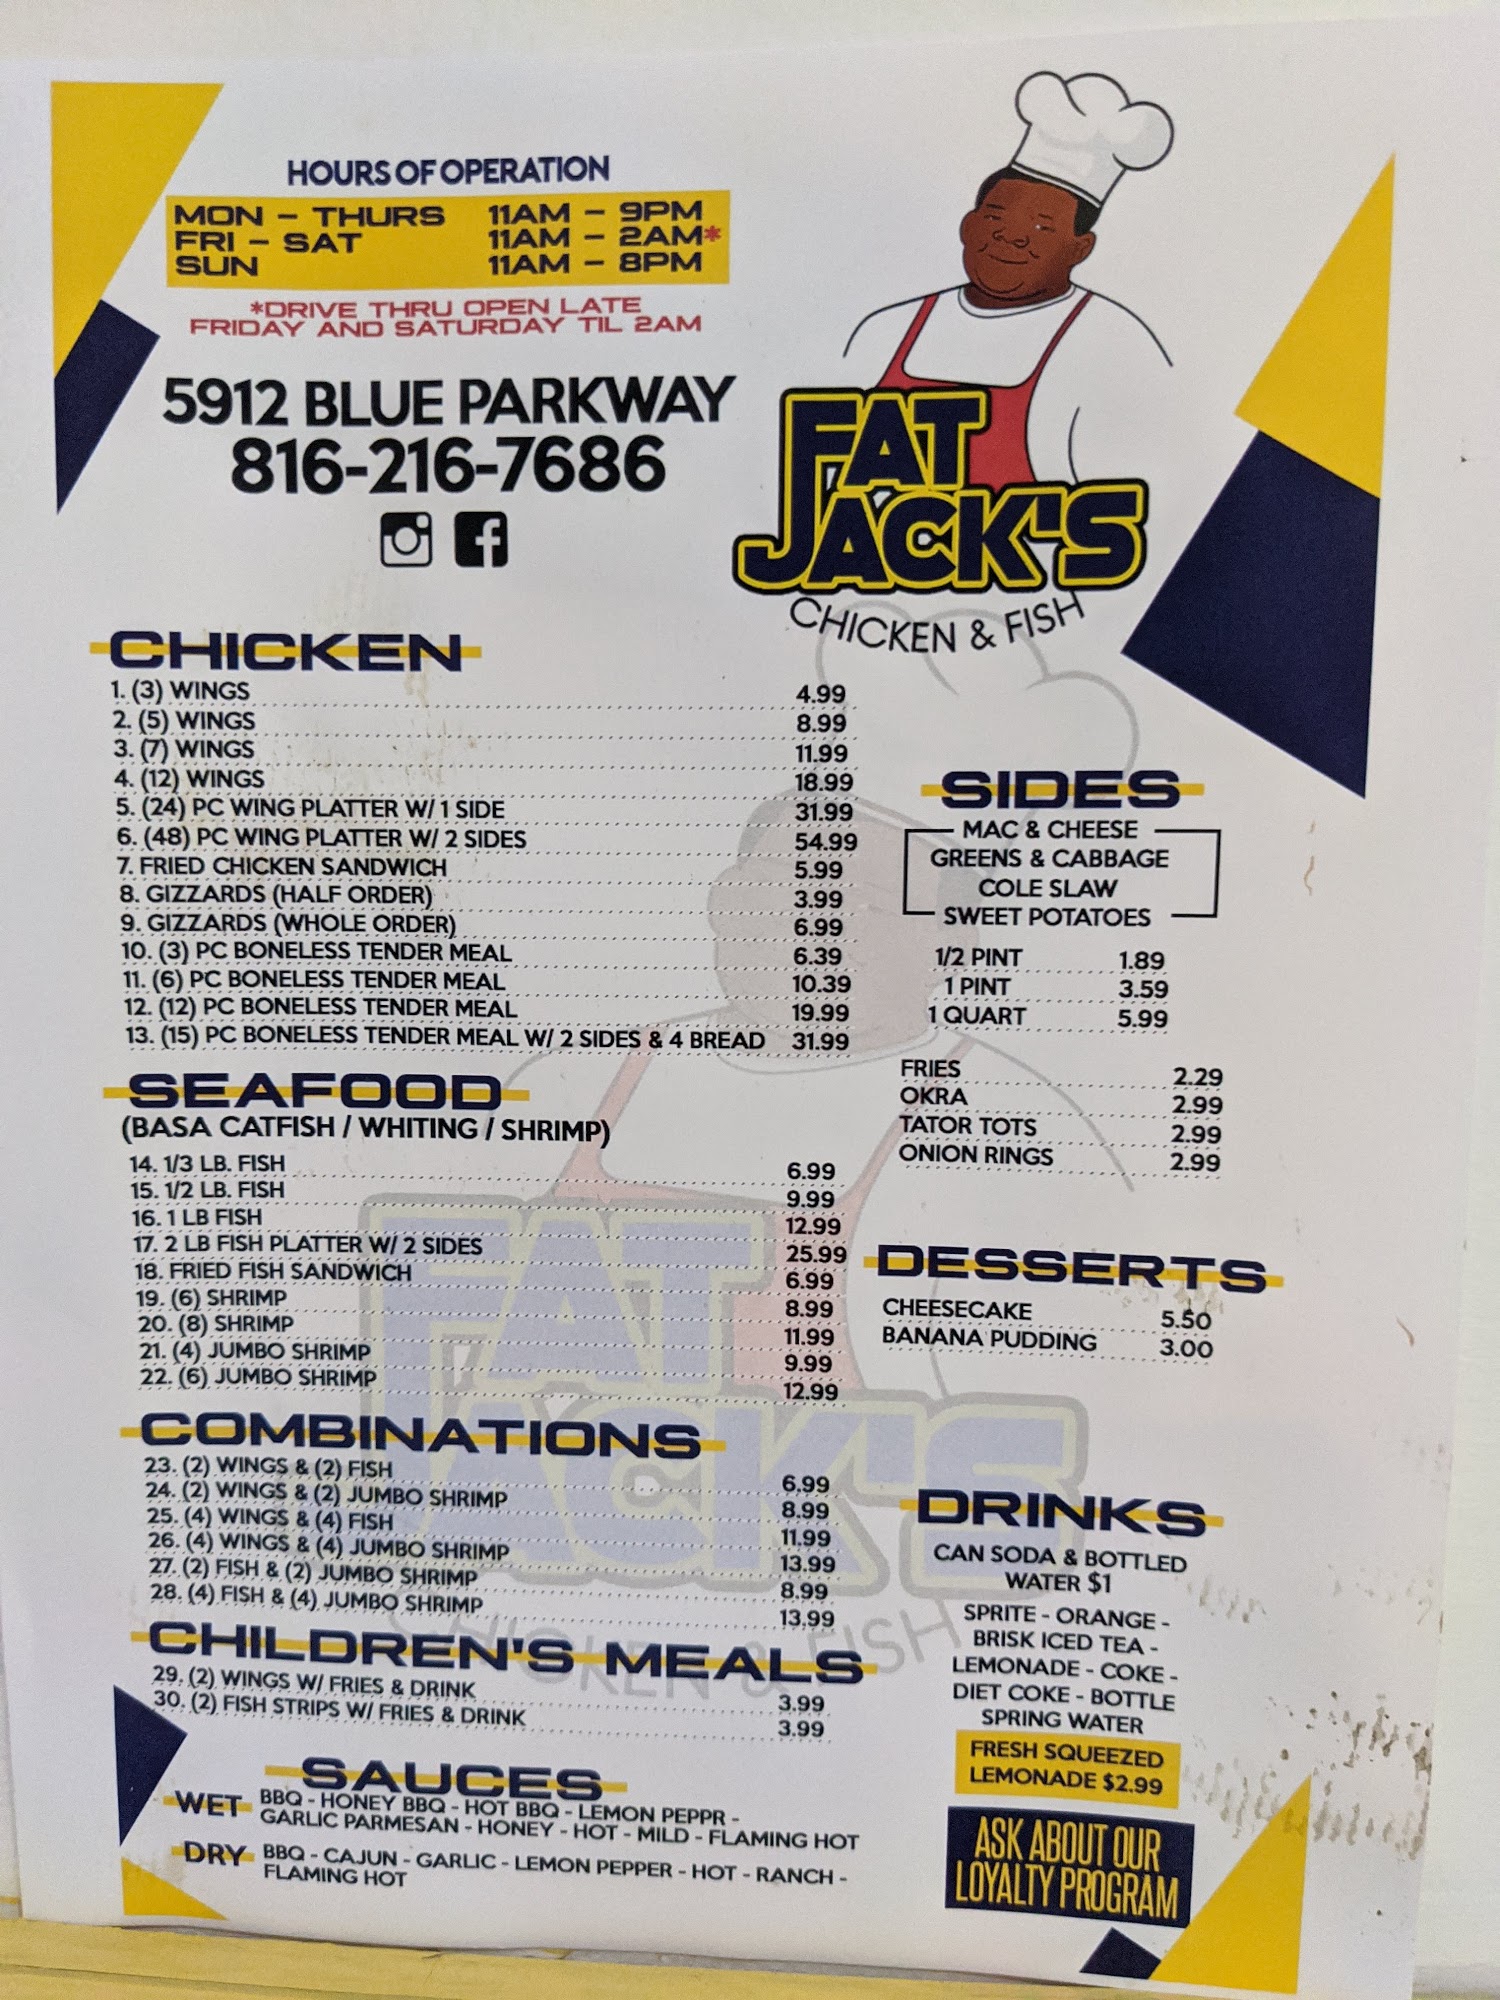 HOURS OF OPERATION
MON - THURS 11AM - 9PM
FRI - SAT 11AM - 2AM*
SUN 11AM - 8PM
*DRIVE THRU OPEN LATE
FRIDAY AND SATURDAY TIL 2AM
5912 BLUE PARKWAY
816-216-7686
FAT
JACK'S
CHICKEN & FISH
CHICKEN
1. (3) WINGS 4.99
2. (5) WINGS 8.99
3. (7) WINGS 11.99
4. (12) WINGS 18.99
5. (24) PC WING PLATTER W/ 1 SIDE 31.99
6. (48) PC WING PLATTER W/ 2 SIDES 54.99
7. FRIED CHICKEN SANDWICH 5.99
8. GIZZARDS (HALF ORDER) 3.99
9. GIZZARDS (WHOLE ORDER) 6.99
10. (3) PC BONELESS TENDER MEAL 6.39
11. (6) PC BONELESS TENDER MEAL 10.39
12. (12) PC BONELESS TENDER MEAL 19.99
13. (15) PC BONELESS TENDER MEAL W/ 2 SIDES & 4 BREAD 31.99
SEAFOOD
(BASA CATFISH / WHITING / SHRIMP)
14. 1/3 LB. FISH 6.99
15. 1/2 LB. FISH 9.99
16. 1 LB FISH 12.99
17. 2 LB FISH PLATTER W/ 2 SIDES 25.99
18. FRIED FISH SANDWICH 6.99
19. (6) SHRIMP 8.99
20. (8) SHRIMP 11.99
21. (4) JUMBO SHRIMP 9.99
22. (6) JUMBO SHRIMP 12.99
COMBINATIONS
23. (2) WINGS & (2) FISH 6.99
24. (2) WINGS & (2) JUMBO SHRIMP 8.99
25. (4) WINGS & (4) FISH 11.99
26. (4) WINGS & (4) JUMBO SHRIMP 13.99
27. (2) FISH & (2) JUMBO SHRIMP 8.99
28. (4) FISH & (4) JUMBO SHRIMP 13.99
CHILDREN'S MEALS
29. (2) WINGS W/ FRIES & DRINK 3.99
30. (2) FISH STRIPS W/ FRIES & DRINK 3.99
SAUCES
WET BBQ - HONEY BBQ - HOT BBQ - LEMON PEPPR -
GARLIC PARMESAN - HONEY - HOT - MILD - FLAMING HOT
DRY BBQ - CAJUN - GARLIC - LEMON PEPPER - HOT - RANCH -
FLAMING HOT
SIDES
MAC & CHEESE
GREENS & CABBAGE
COLE SLAW
SWEET POTATOES
1/2 PINT 1.89
1 PINT 3.59
1 QUART 5.99
FRIES 2.29
OKRA 2.99
TATOR TOTS 2.99
ONION RINGS 2.99
DESSERTS
CHEESECAKE 5.50
BANANA PUDDING 3.00
DRINKS
CAN SODA & BOTTLED
WATER $1
SPRITE - ORANGE -
BRISK ICED TEA -
LEMONADE - COKE -
DIET COKE - BOTTLE
SPRING WATER
FRESH SQUEEZED
LEMONADE $2.99
ASK ABOUT OUR
LOYALTY PROGRAM
FAT
JACK'S
CHICKEN & FISH